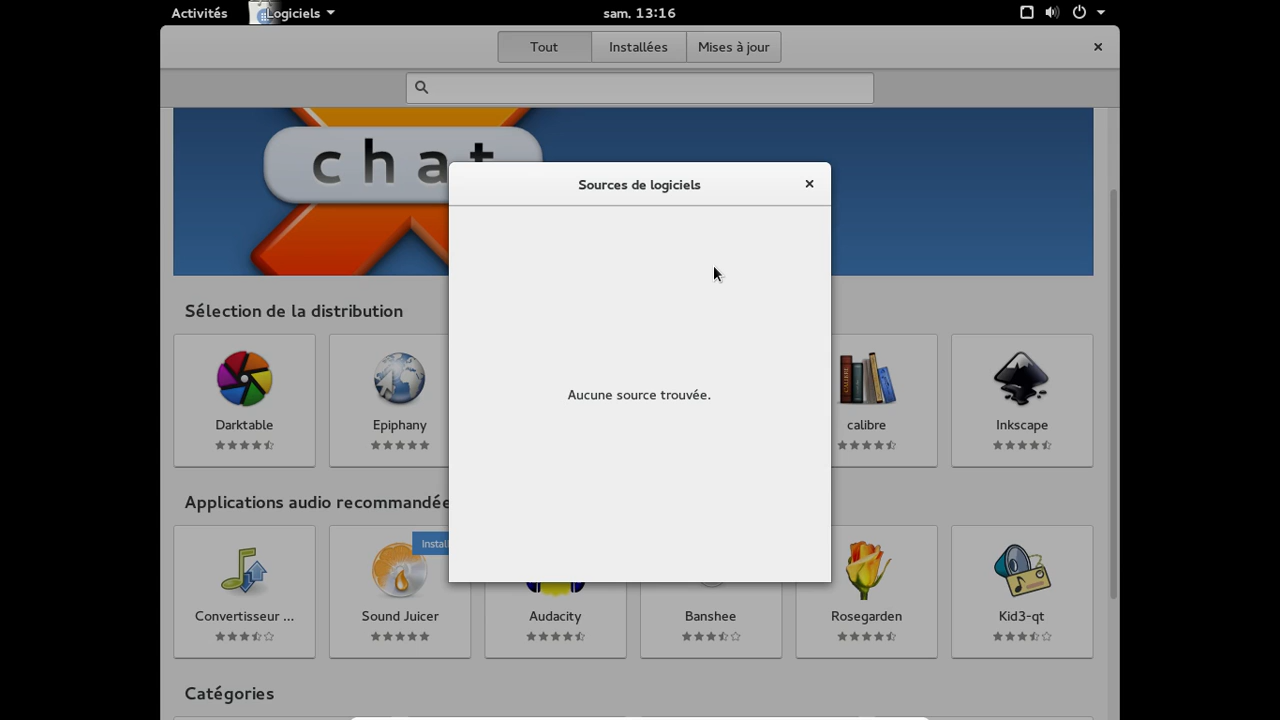 Activités
Logiciels
sam. 13:16
Tout
Installées
Mises à jour
chat
Sources de logiciels
Aucune source trouvée.
Sélection de la distribution
Darktable
Epiphany
calibre
Inkscape
Applications audio recommandée
Install
Convertisseur ...
Sound Juicer
Audacity
Banshee
Rosegarden
Kid3-qt
Catégories